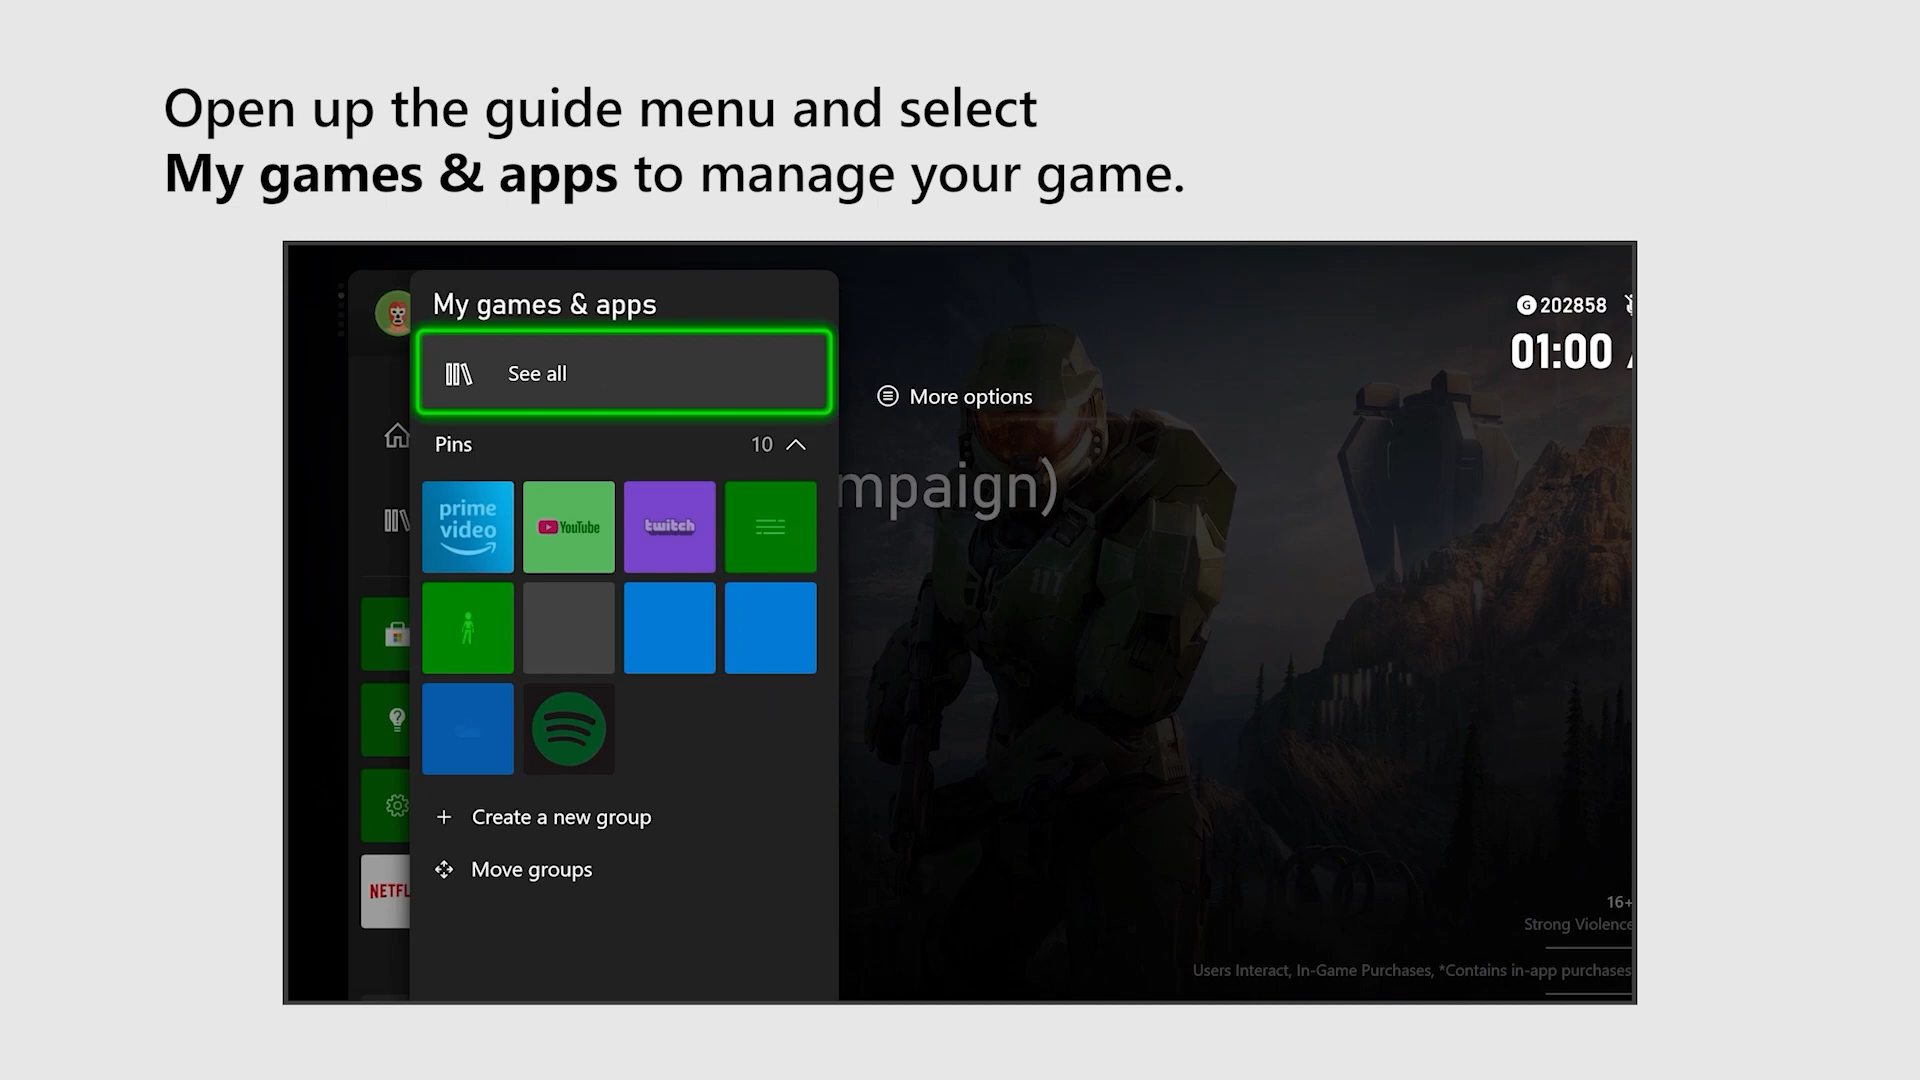 Open up the guide menu and select
My games & apps to manage your game.
My games & apps
See all
Pins 10
prime video
YouTube
twitch
Create a new group
Move groups
NETFL
More options
mpaign)
G 202858
01:00
117
16+
Strong Violence
Users Interact, In-Game Purchases, *Contains in-app purchases